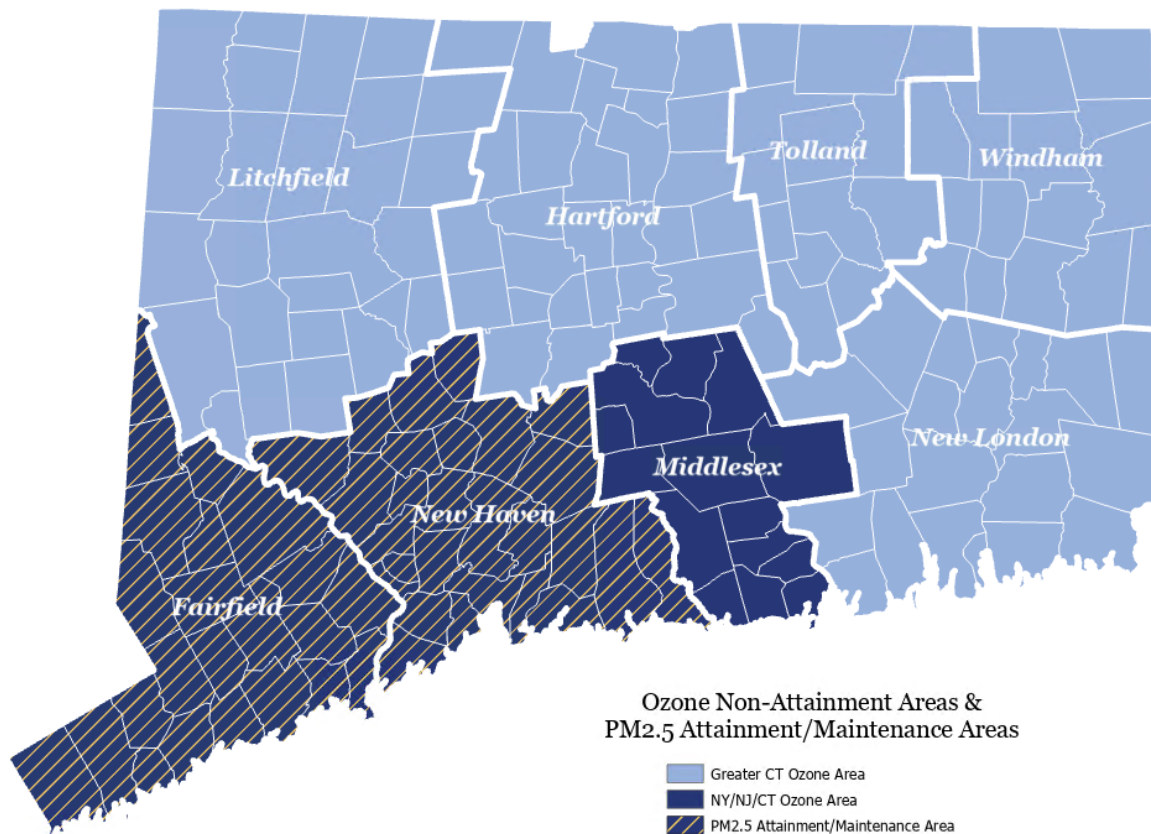 Litchfield
Hartford
Tolland
Windham
Middlesex
New London
New Haven
Fairfield
Ozone Non-Attainment Areas &
PM2.5 Attainment/Maintenance Areas
Greater CT Ozone Area
NY/NJ/CT Ozone Area
PM2.5 Attainment/Maintenance Area